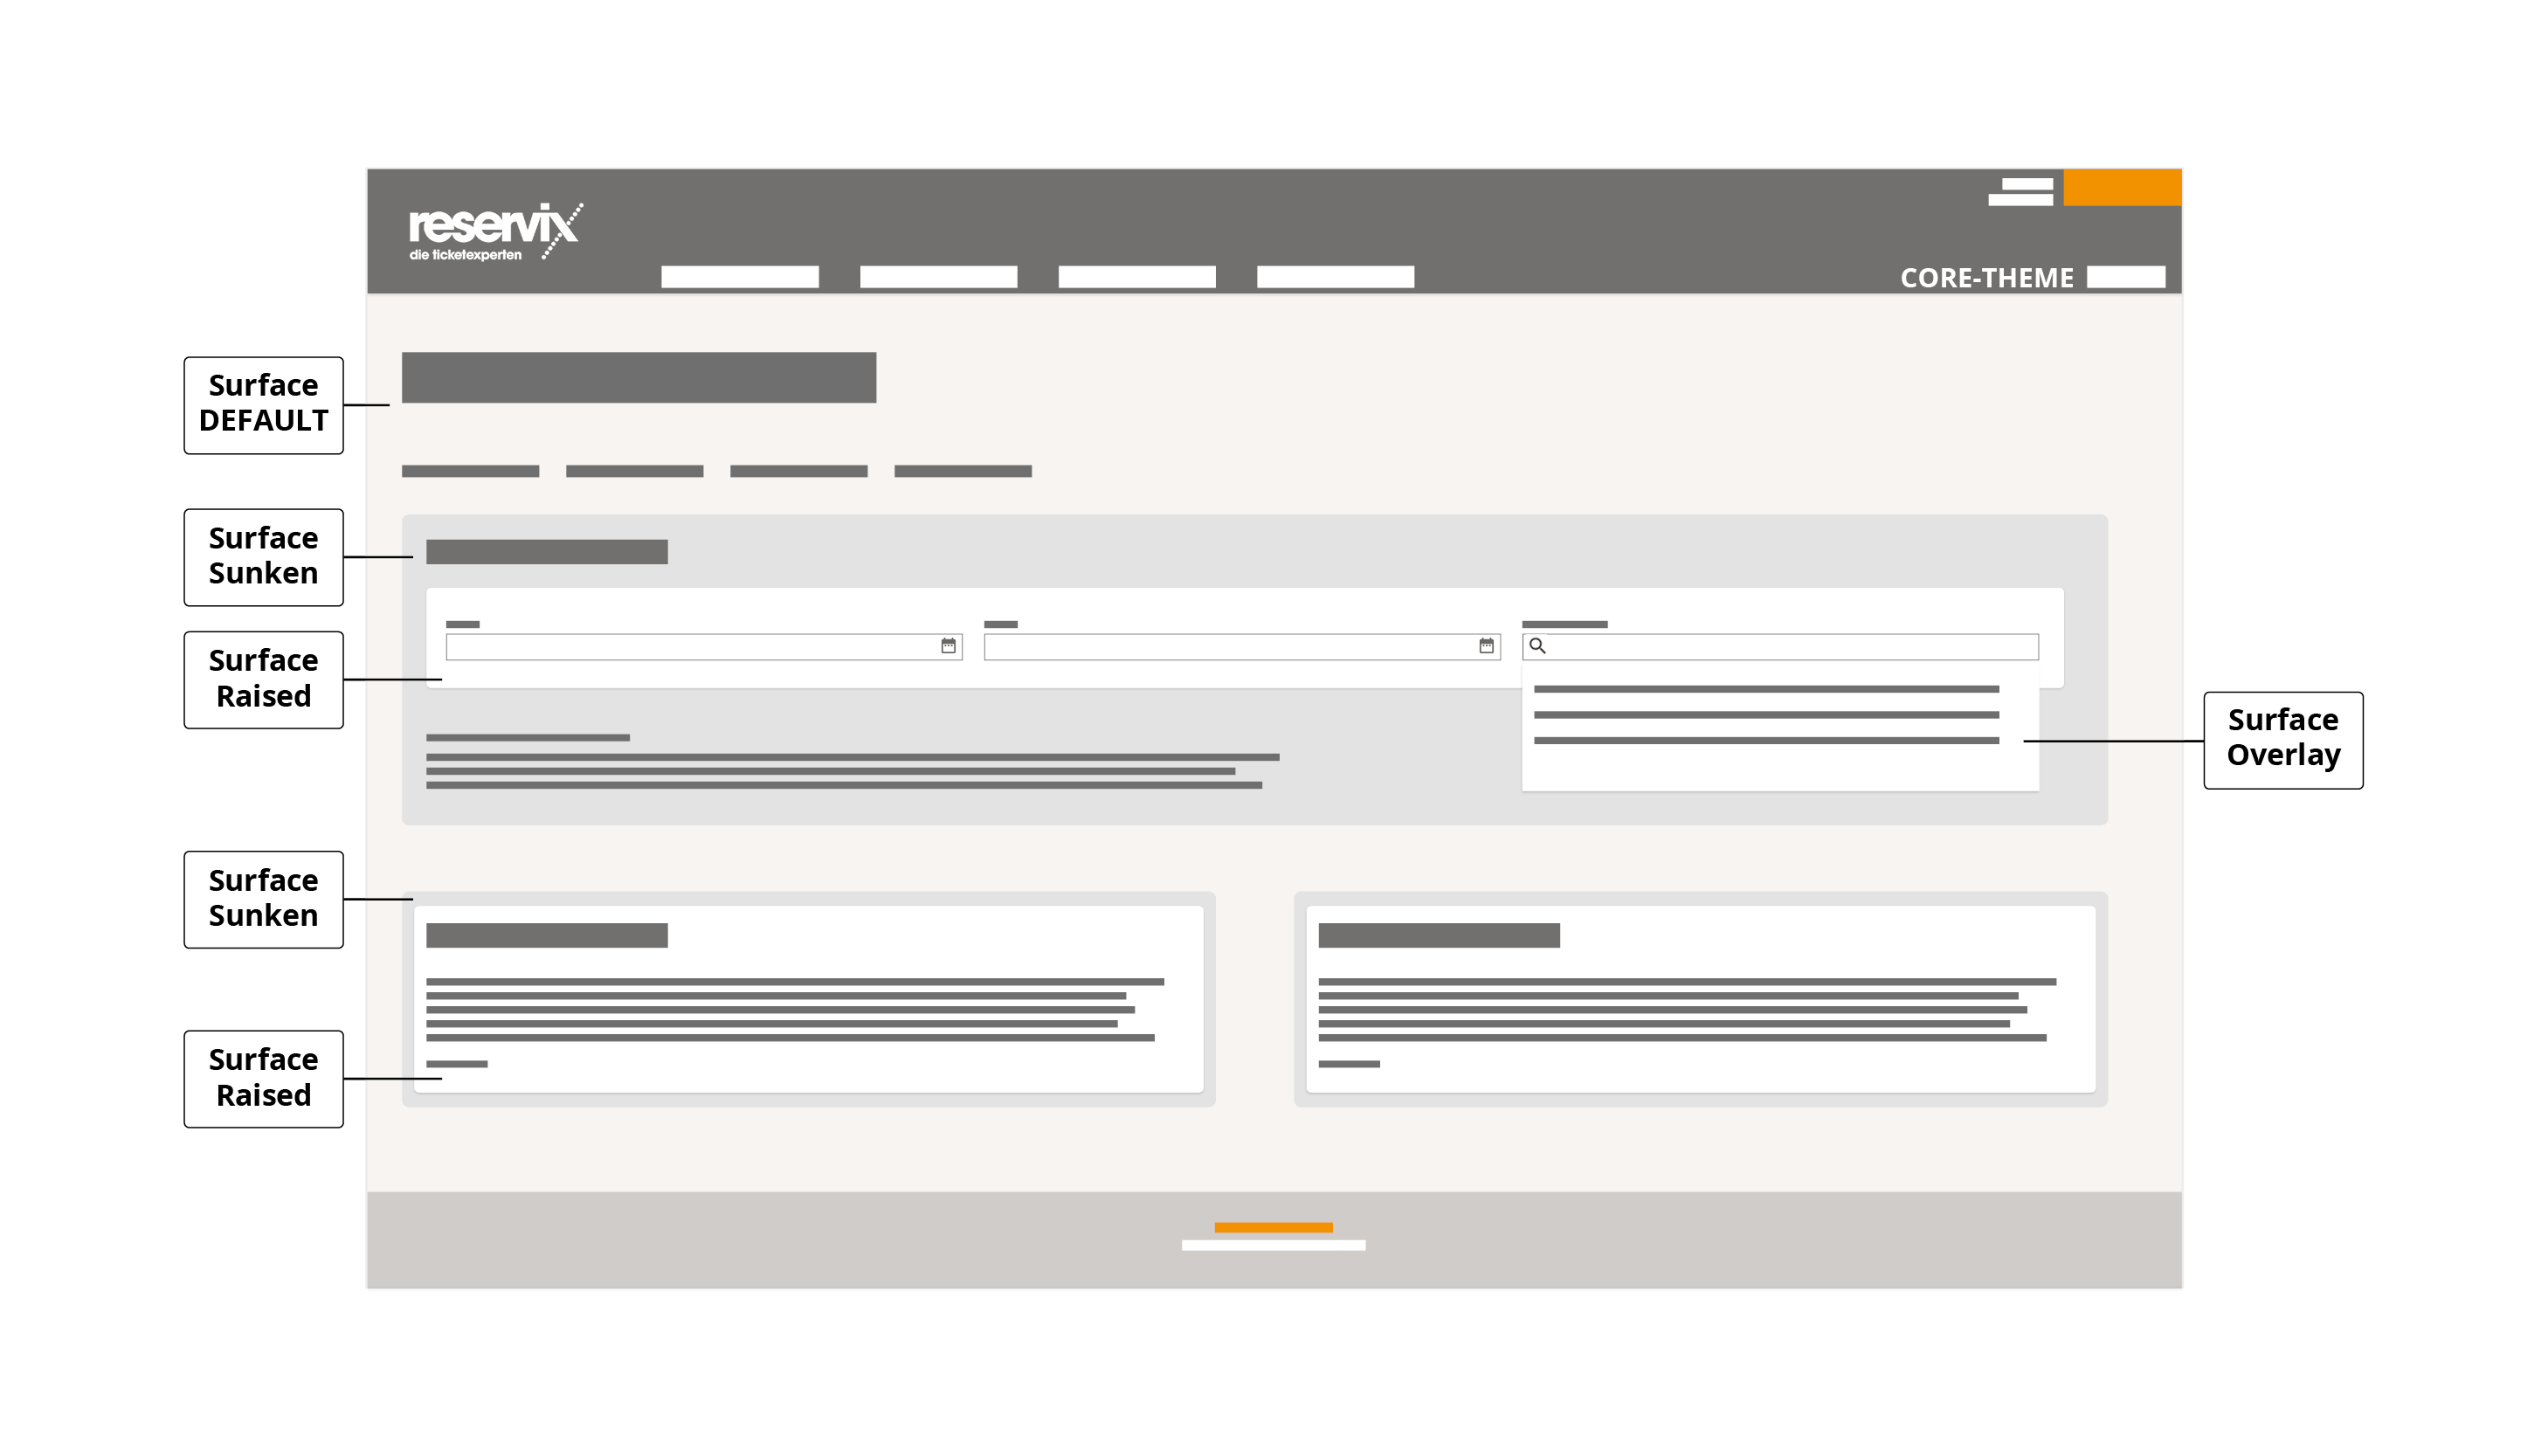 reservix
die ticketexperten
CORE-THEME
Surface
DEFAULT
Surface
Sunken
Surface
Raised
Surface
Overlay
Surface
Sunken
Surface
Raised